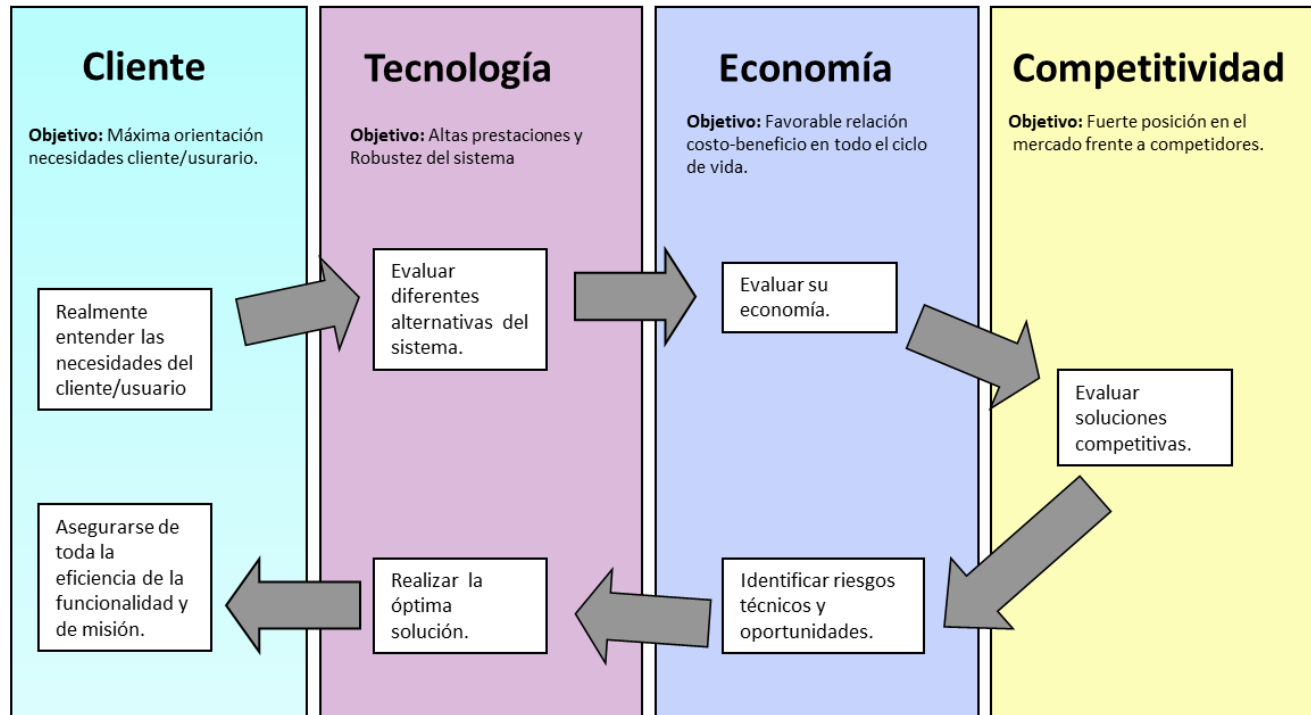 Cliente
Objetivo: Máxima orientación
necesidades cliente/usurario.
Realmente
entender las
necesidades del
cliente/usuario
Asegurarse de
toda la
eficiencia de la
funcionalidad y
de misión.
Tecnología
Objetivo: Altas prestaciones y
Robustez del sistema
Evaluar
diferentes
alternativas del
sistema.
Realizar la
óptima
solución.
Economía
Objetivo: Favorable relación
costo-beneficio en todo el ciclo
de vida.
Evaluar su
economía.
Identificar riesgos
técnicos y
oportunidades.
Competitividad
Objetivo: Fuerte posición en el
mercado frente a competidores.
Evaluar
soluciones
competitivas.